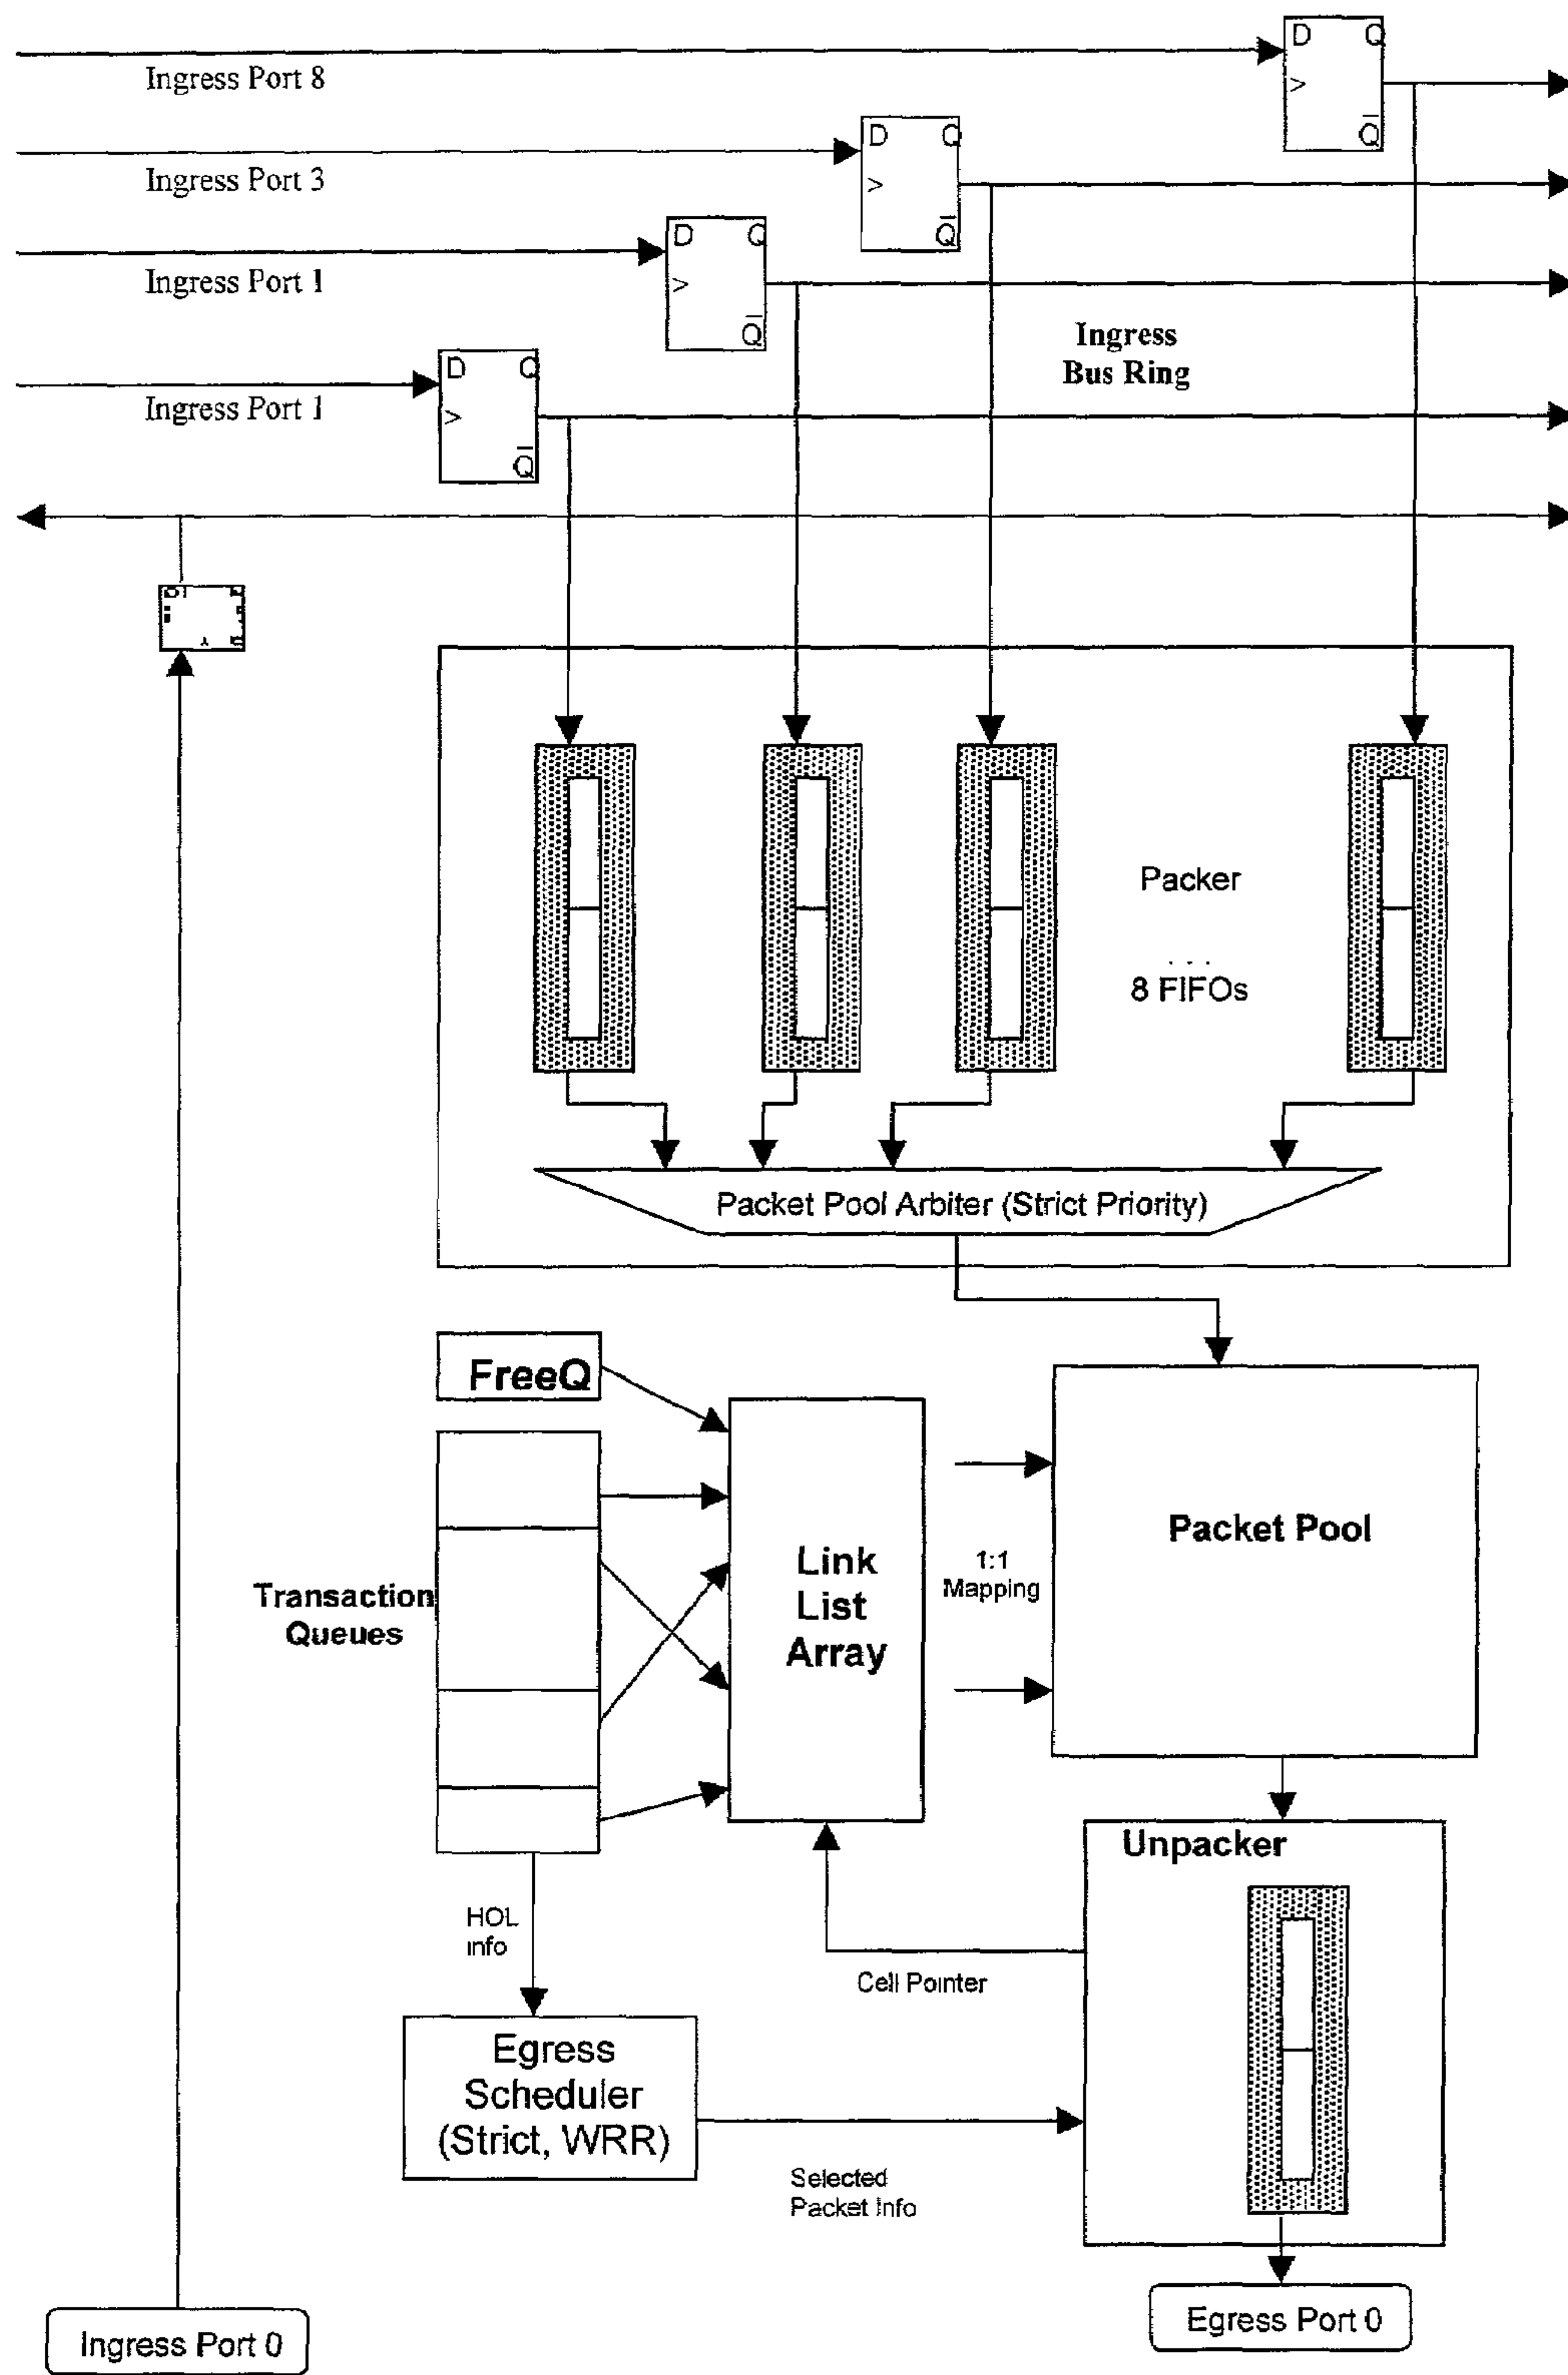 D Q
Ingress Port 8
>
Q
D Q
Ingress Port 3
>
Q
D Q
Ingress Port 1
>
Q
Ingress
Bus Ring
D Q
Ingress Port 1
>
Q
Packer
. . .
8 FIFOs
Packet Pool Arbiter (Strict Priority)
FreeQ
Transaction
Queues
Link
List
Array
1:1
Mapping
Packet Pool
Unpacker
HOL
info
Cell Pointer
Egress
Scheduler
(Strict, WRR)
Selected
Packet Info
Ingress Port 0
Egress Port 0